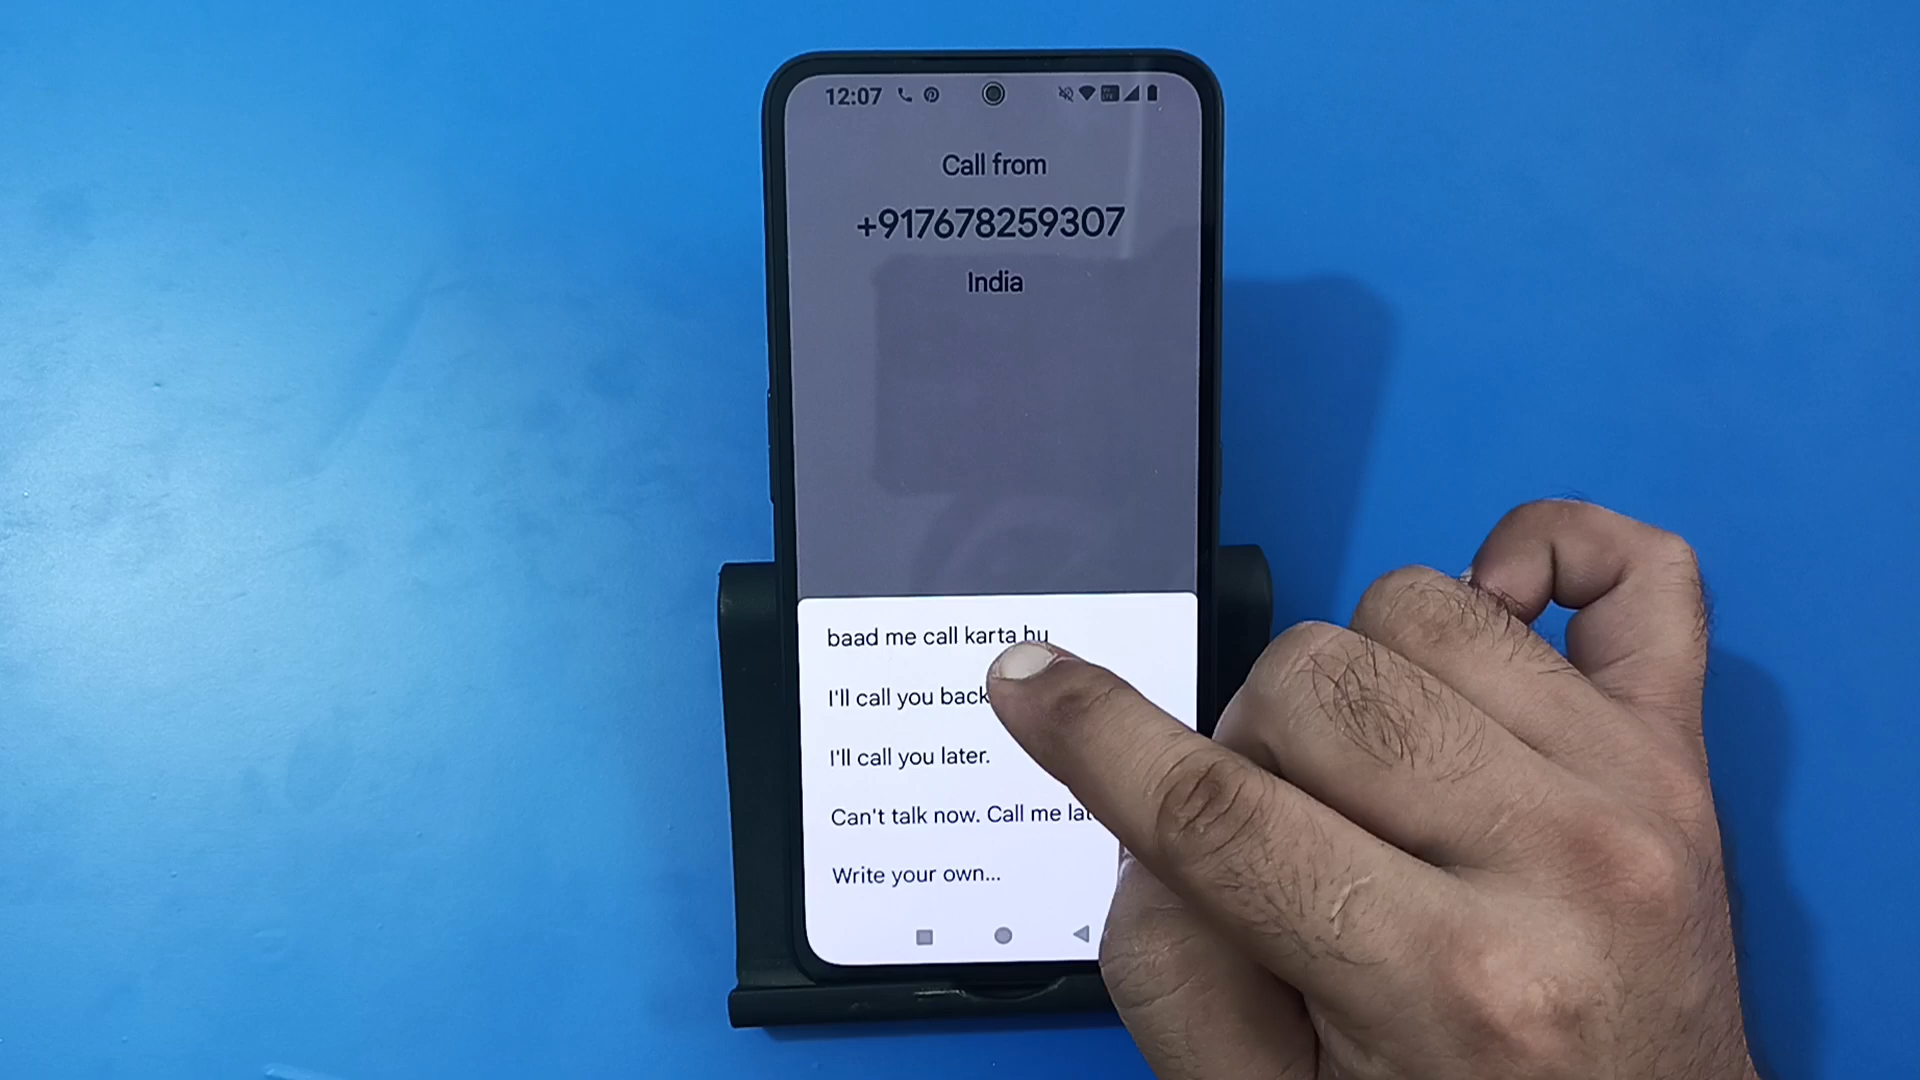 12:07
Call from
+917678259307
India
baad me call karta hu
I'll call you back
I'll call you later.
Can't talk now. Call me
Write your own...